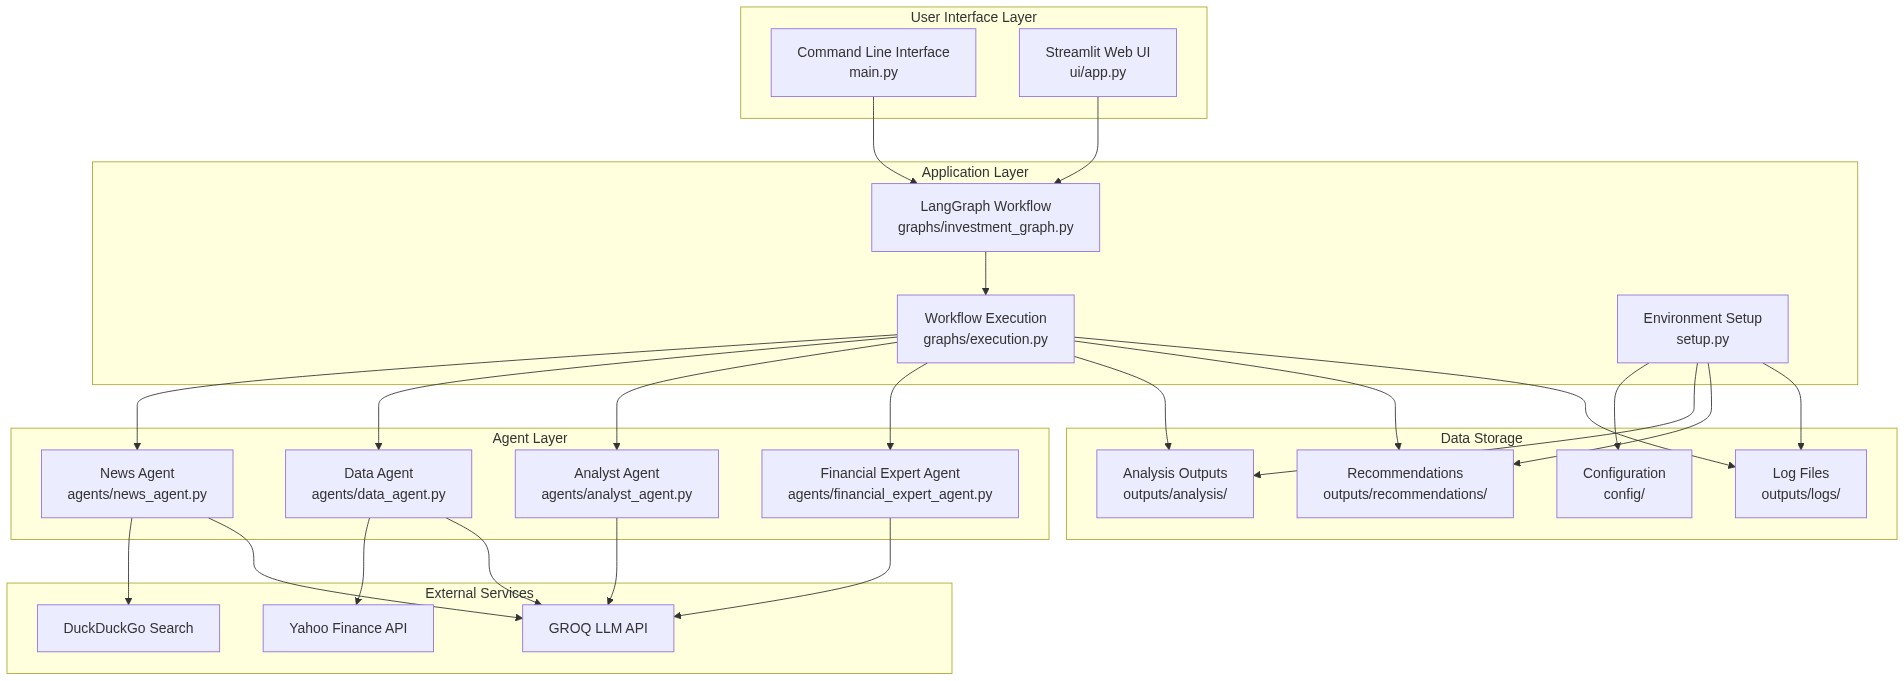 User Interface Layer
Command Line Interface
main.py
Streamlit Web UI
ui/app.py
Application Layer
LangGraph Workflow
graphs/investment_graph.py
Workflow Execution
graphs/execution.py
Environment Setup
setup.py
Agent Layer
News Agent
agents/news_agent.py
Data Agent
agents/data_agent.py
Analyst Agent
agents/analyst_agent.py
Financial Expert Agent
agents/financial_expert_agent.py
Data Storage
Analysis Outputs
outputs/analysis/
Recommendations
outputs/recommendations/
Configuration
config/
Log Files
outputs/logs/
External Services
DuckDuckGo Search
Yahoo Finance API
GROQ LLM API